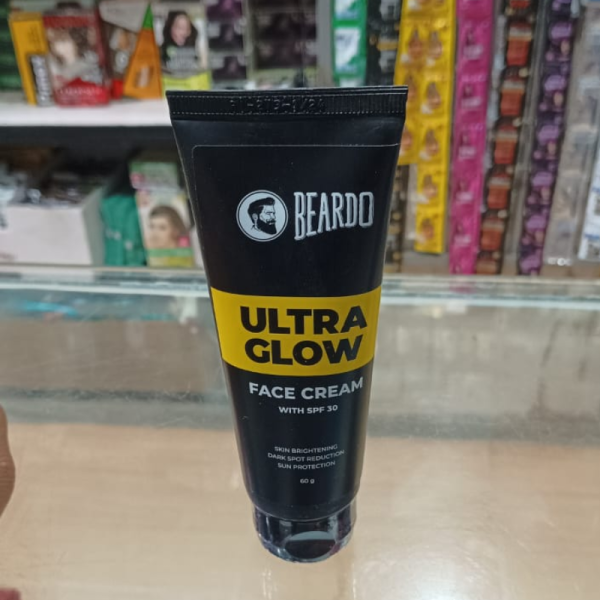 BEARDO
ULTRA
GLOW
FACE CREAM
WITH SPF 30
SKIN BRIGHTENING
DARK SPOT REDUCTION
SUN PROTECTION
60 g